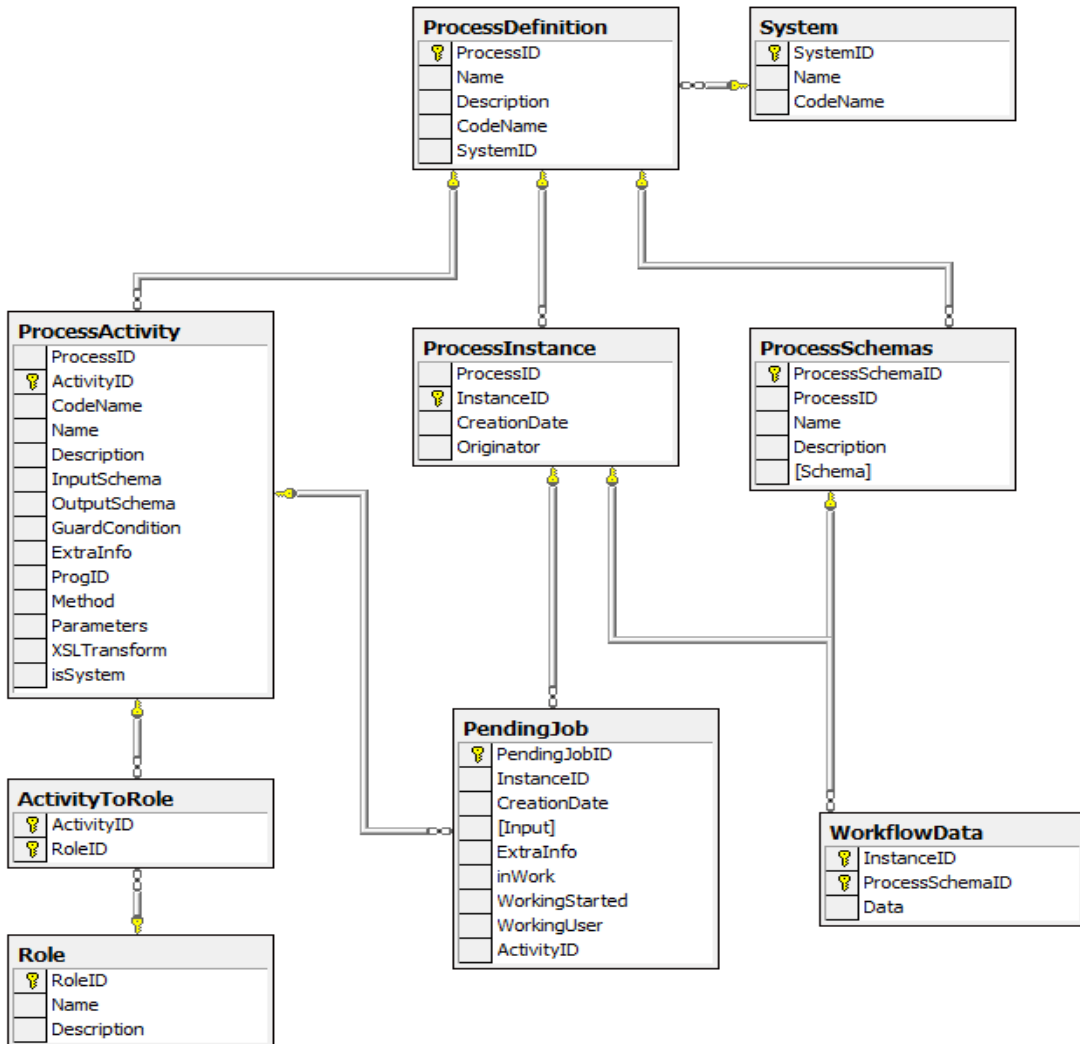 ProcessDefinition
ProcessID
Name
Description
CodeName
SystemID
System
SystemID
Name
CodeName
ProcessActivity
ProcessID
ActivityID
CodeName
Name
Description
InputSchema
OutputSchema
GuardCondition
ExtraInfo
ProgID
Method
Parameters
XSLTransform
isSystem
ProcessInstance
ProcessID
InstanceID
CreationDate
Originator
ProcessSchemas
ProcessSchemaID
ProcessID
Name
Description
[Schema]
PendingJob
PendingJobID
InstanceID
CreationDate
[Input]
ExtraInfo
inWork
WorkingStarted
WorkingUser
ActivityID
ActivityToRole
ActivityID
RoleID
WorkflowData
InstanceID
ProcessSchemaID
Data
Role
RoleID
Name
Description